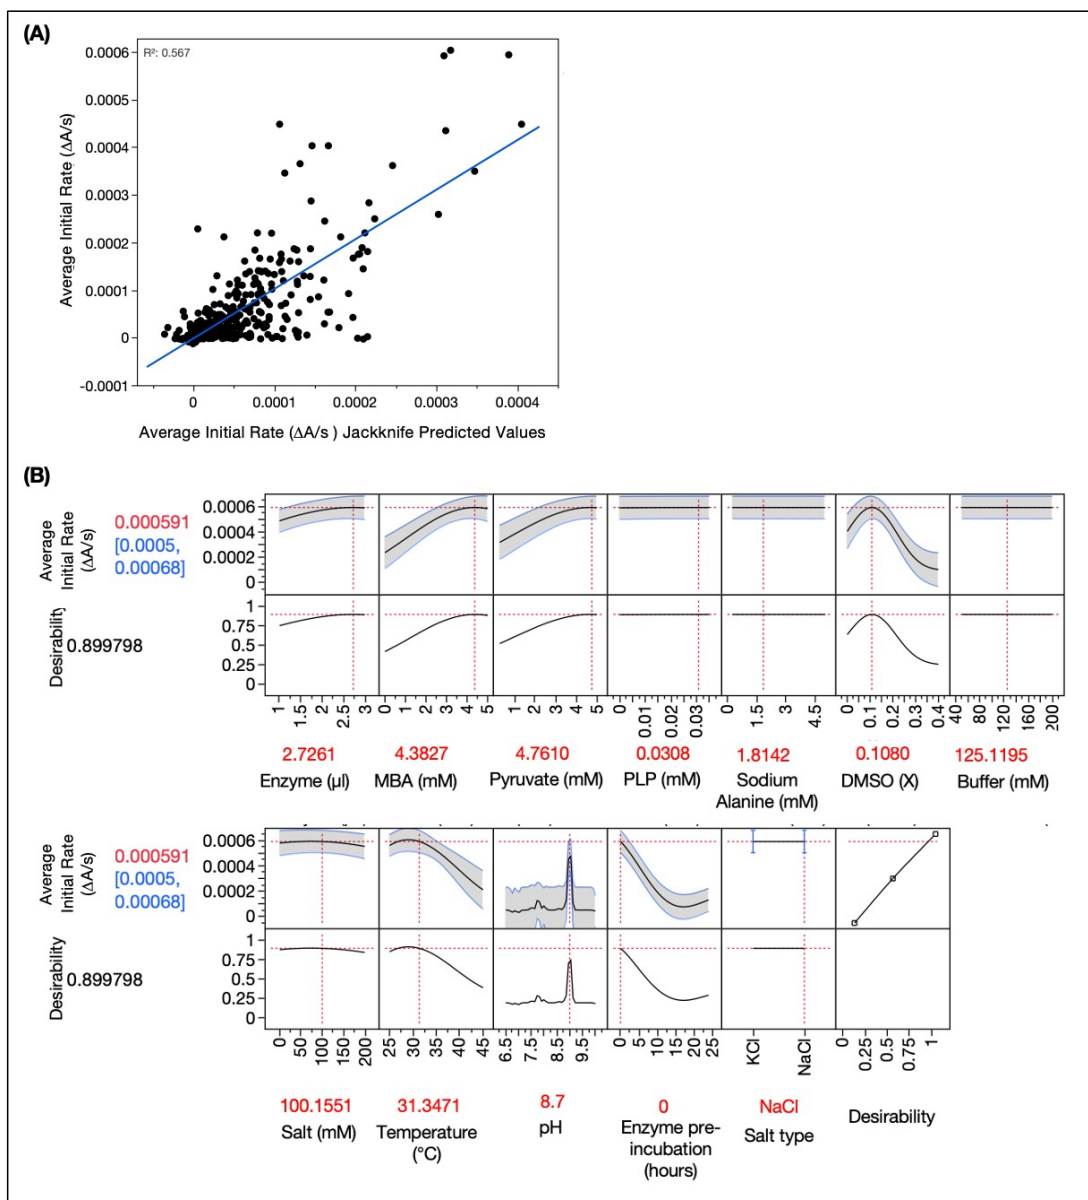 (A)
R²: 0.567
0.0006
0.0005
0.0004
0.0003
0.0002
0.0001
0
-0.0001
Average Initial Rate (ΔA/s)
0 0.0001 0.0002 0.0003 0.0004
Average Initial Rate (ΔA/s ) Jackknife Predicted Values
(B)
Average
Initial Rate
(ΔA/s)
0.000591
[0.0005,
0.00068]
0.0006
0.0004
0.0002
0
Desirability
0.899798
1
0.75
0.5
0.25
0
1 1.5 2 2.5 3
0 1 2 3 4 5
1 2 3 4 5
0 0.01 0.02 0.03
0 1.5 3 4.5
0 0.1 0.2 0.3 0.4
40 80 120 160 200
2.7261 4.3827 4.7610 0.0308 1.8142 0.1080 125.1195
Enzyme (µl) MBA (mM) Pyruvate (mM) PLP (mM) Sodium Alanine (mM) DMSO (X) Buffer (mM)
Average
Initial Rate
(ΔA/s)
0.000591
[0.0005,
0.00068]
0.0006
0.0004
0.0002
0
Desirability
0.899798
1
0.75
0.5
0.25
0
0 50 100 150 200
25 30 35 40 45
6.5 7.5 8.5 9.5
0 5 10 15 20 25
KCl NaCl
0 0.25 0.5 0.75 1
100.1551 31.3471 8.7 0 NaCl
Salt (mM) Temperature (°C) pH Enzyme pre-incubation (hours) Salt type Desirability